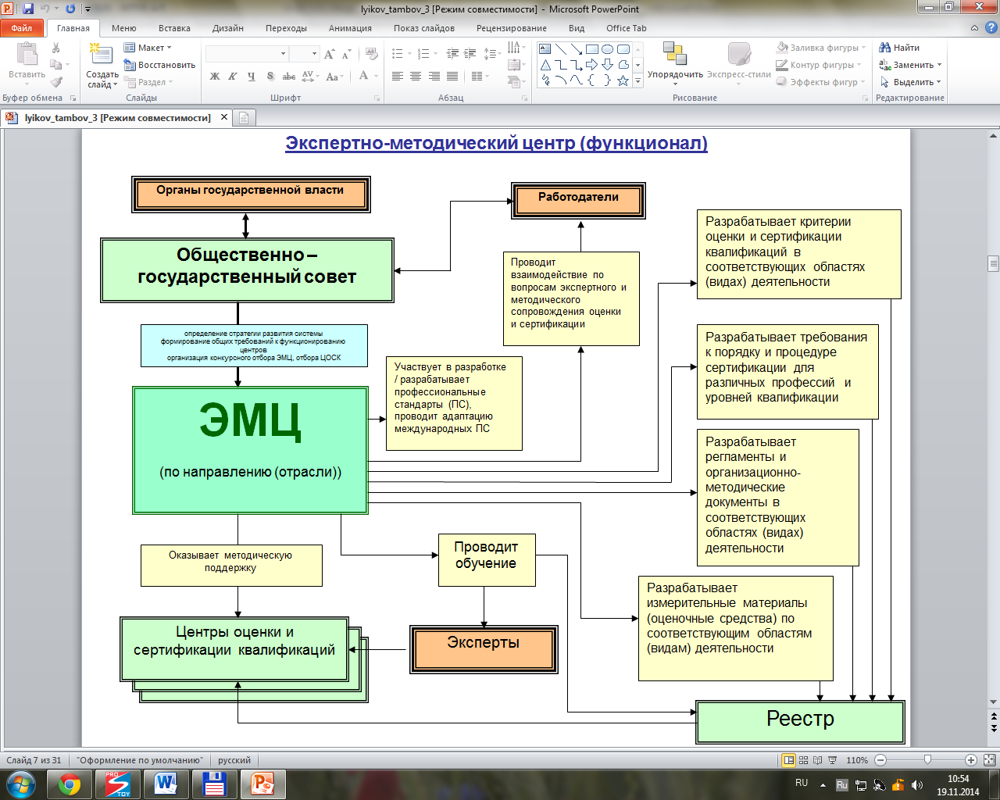 lyikov_tambov_3 [Режим совместимости] - Microsoft PowerPoint
Файл Главная Меню Вставка Дизайн Переходы Анимация Показ слайдов Рецензирование Вид Office Tab
Вставить
Буфер обмена
Создать слайд
Макет
Восстановить
Раздел
Слайды
Ж К Ч abc AV Aa А
Шрифт
Абзац
Упорядочить
Экспресс-стили
Заливка фигуры
Контур фигуры
Эффекты фигур
Рисование
Найти
Заменить
Выделить
Редактирование
lyikov_tambov_3 [Режим совместимости]
Экспертно-методический центр (функционал)
Органы государственной власти
Работодатели
Общественно –
государственный совет
Проводит
взаимодействие по
вопросам экспертного и
методического
сопровождения оценки
и сертификации
Разрабатывает критерии
оценки и сертификации
квалификаций в
соответствующих областях
(видах) деятельности
определение стратегии развития системы
формирование общих требований к функционированию
центров
организация конкурсного отбора ЭМЦ, отбора ЦОСК
Разрабатывает требования
к порядку и процедуре
сертификации для
различных профессий и
уровней квалификации
Участвует в разработке
/ разрабатывает
профессиональные
стандарты (ПС),
проводит адаптацию
международных ПС
ЭМЦ
(по направлению (отрасли))
Разрабатывает
регламенты и
организационно-
методические
документы в
соответствующих
областях (видах)
деятельности
Оказывает методическую
поддержку
Проводит
обучение
Разрабатывает
измерительные материалы
(оценочные средства) по
соответствующим областям
(видам) деятельности
Центры оценки и
сертификации квалификаций
Эксперты
Реестр
Слайд 7 из 31 "Оформление по умолчанию" русский 110%
RU Ru 10:54
19.11.2014